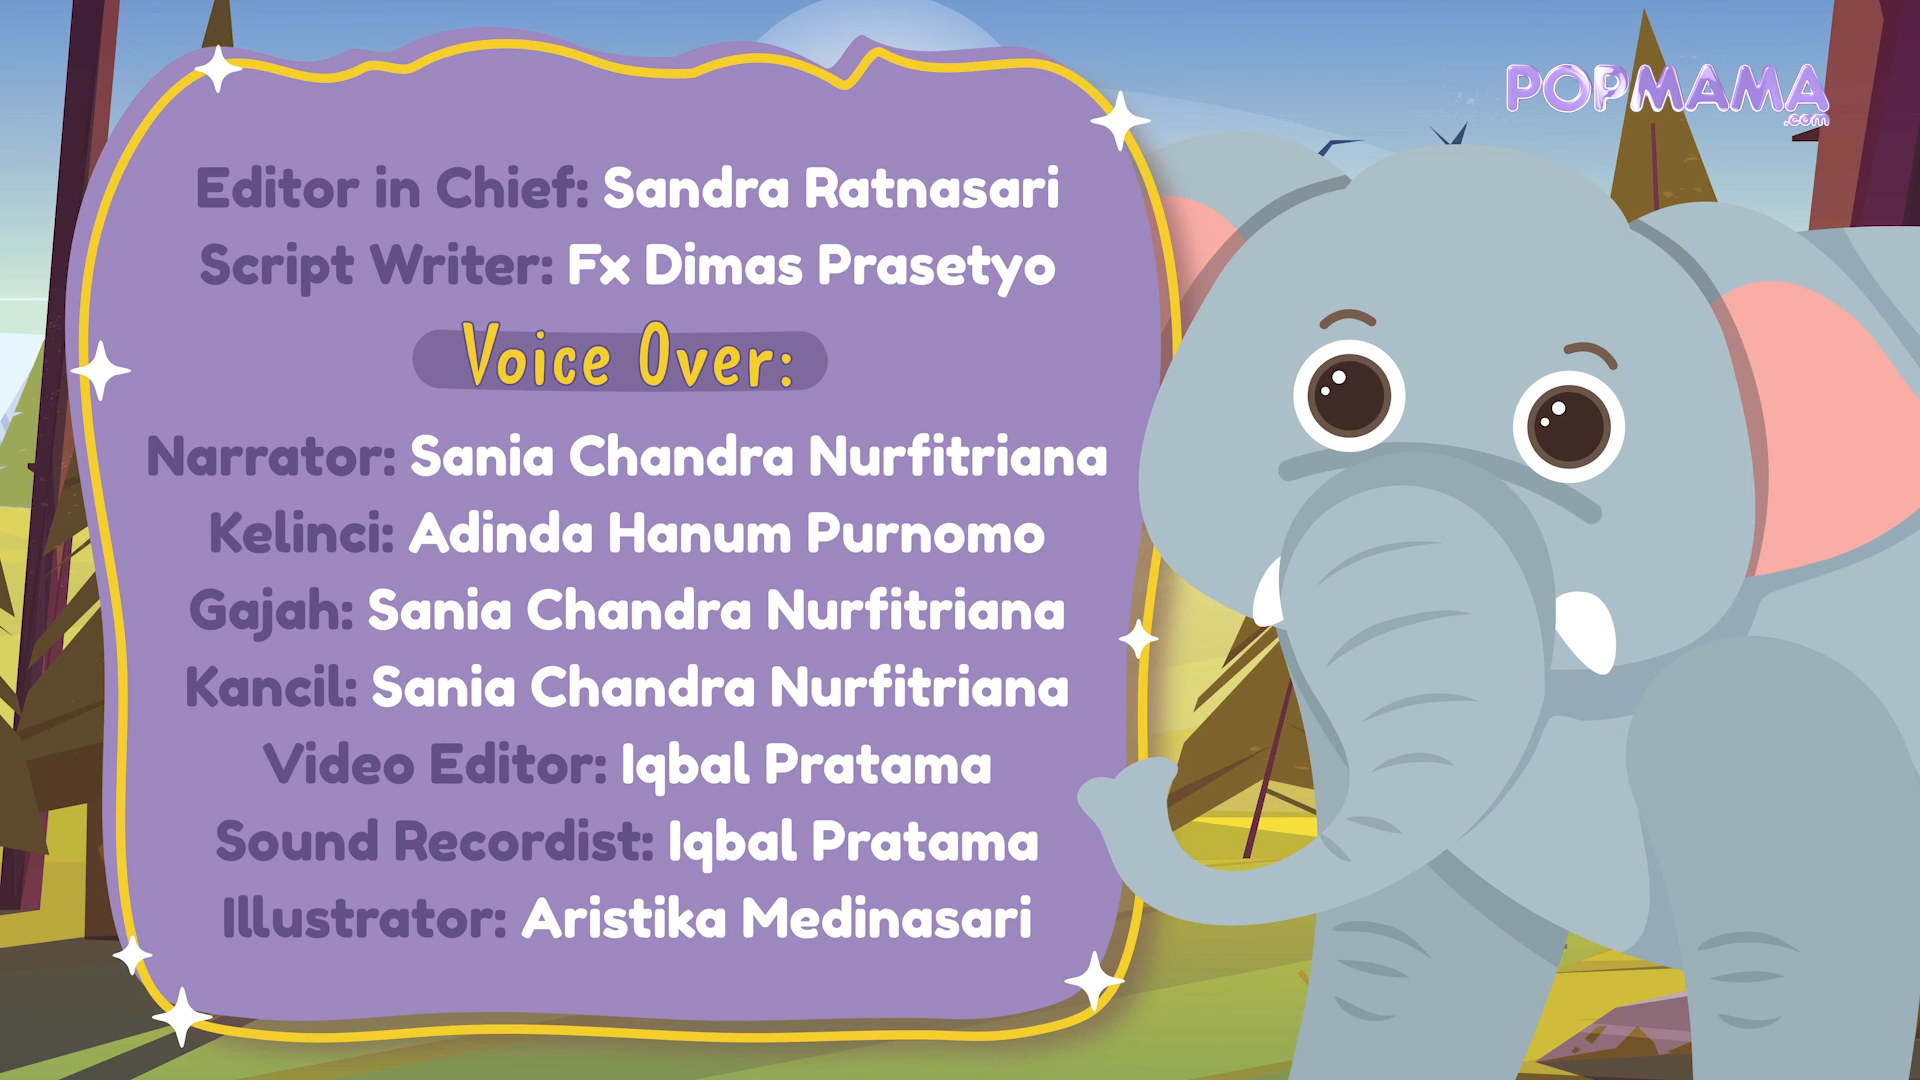 POPMAMA
.com
Editor in Chief: Sandra Ratnasari
Script Writer: Fx Dimas Prasetyo
Voice Over:
Narrator: Sania Chandra Nurfitriana
Kelinci: Adinda Hanum Purnomo
Gajah: Sania Chandra Nurfitriana
Kancil: Sania Chandra Nurfitriana
Video Editor: Iqbal Pratama
Sound Recordist: Iqbal Pratama
Illustrator: Aristika Medinasari